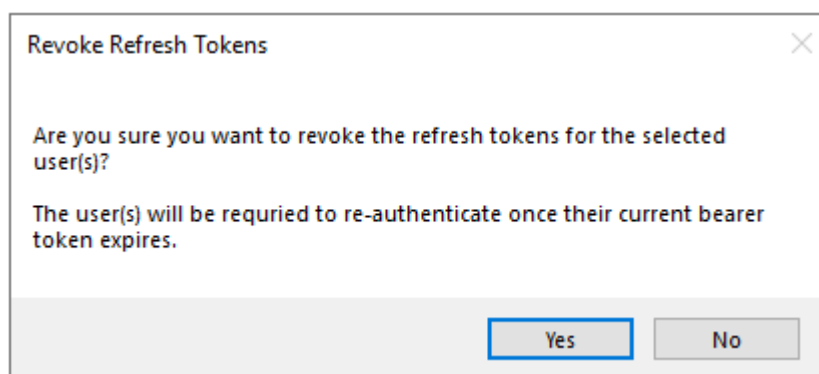 Revoke Refresh Tokens
Are you sure you want to revoke the refresh tokens for the selected
user(s)?
The user(s) will be requried to re-authenticate once their current bearer
token expires.
Yes No